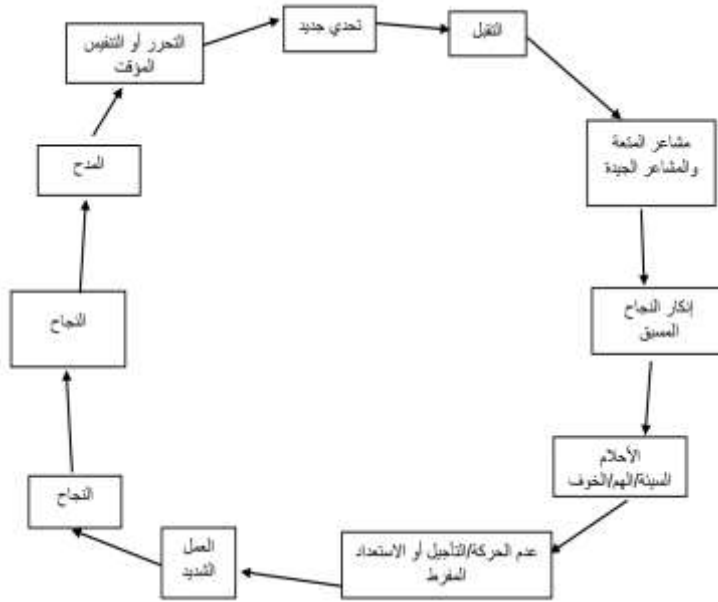 تحدي جديد
التقبل
مشاعر المتعة
والمشاعر الجيدة
إنكار النجاح
المسبق
الأحلام
السيئة/الهم/الخوف
عدم الحركة/التأجيل أو الاستعداد
المفرط
العمل
الشديد
النجاح
النجاح
المدح
التحرر أو التنفيس
المؤقت